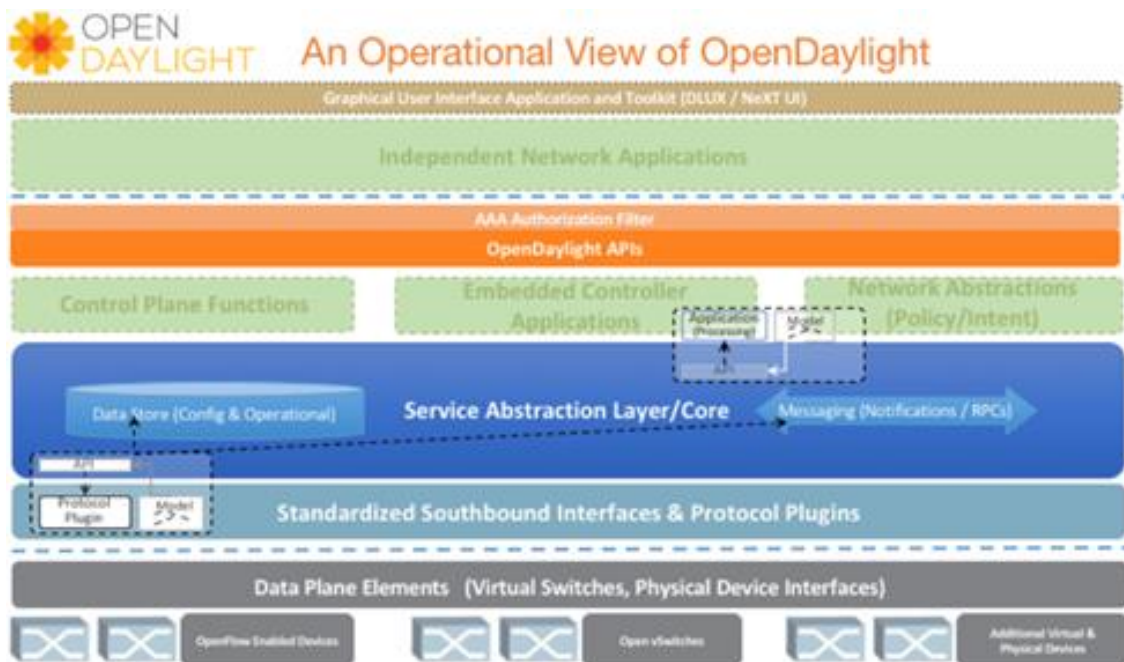 OPEN
DAYLIGHT
An Operational View of OpenDaylight
Graphical User Interface Application and Toolkit (DLUX / NeXT UI)
Independent Network Applications
AAA Authorization Filter
OpenDaylight APIs
Control Plane Functions
Embedded Controller
Applications
Network Abstractions
(Policy/Intent)
Application
(Processing)
Model
API
Data Store (Config & Operational)
Service Abstraction Layer/Core
Messaging (Notifications / RPCs)
API
Protocol
Plugin
Model
Standardized Southbound Interfaces & Protocol Plugins
Data Plane Elements (Virtual Switches, Physical Device Interfaces)
OpenFlow Enabled Devices
Open vSwitches
Additional Virtual &
Physical Devices